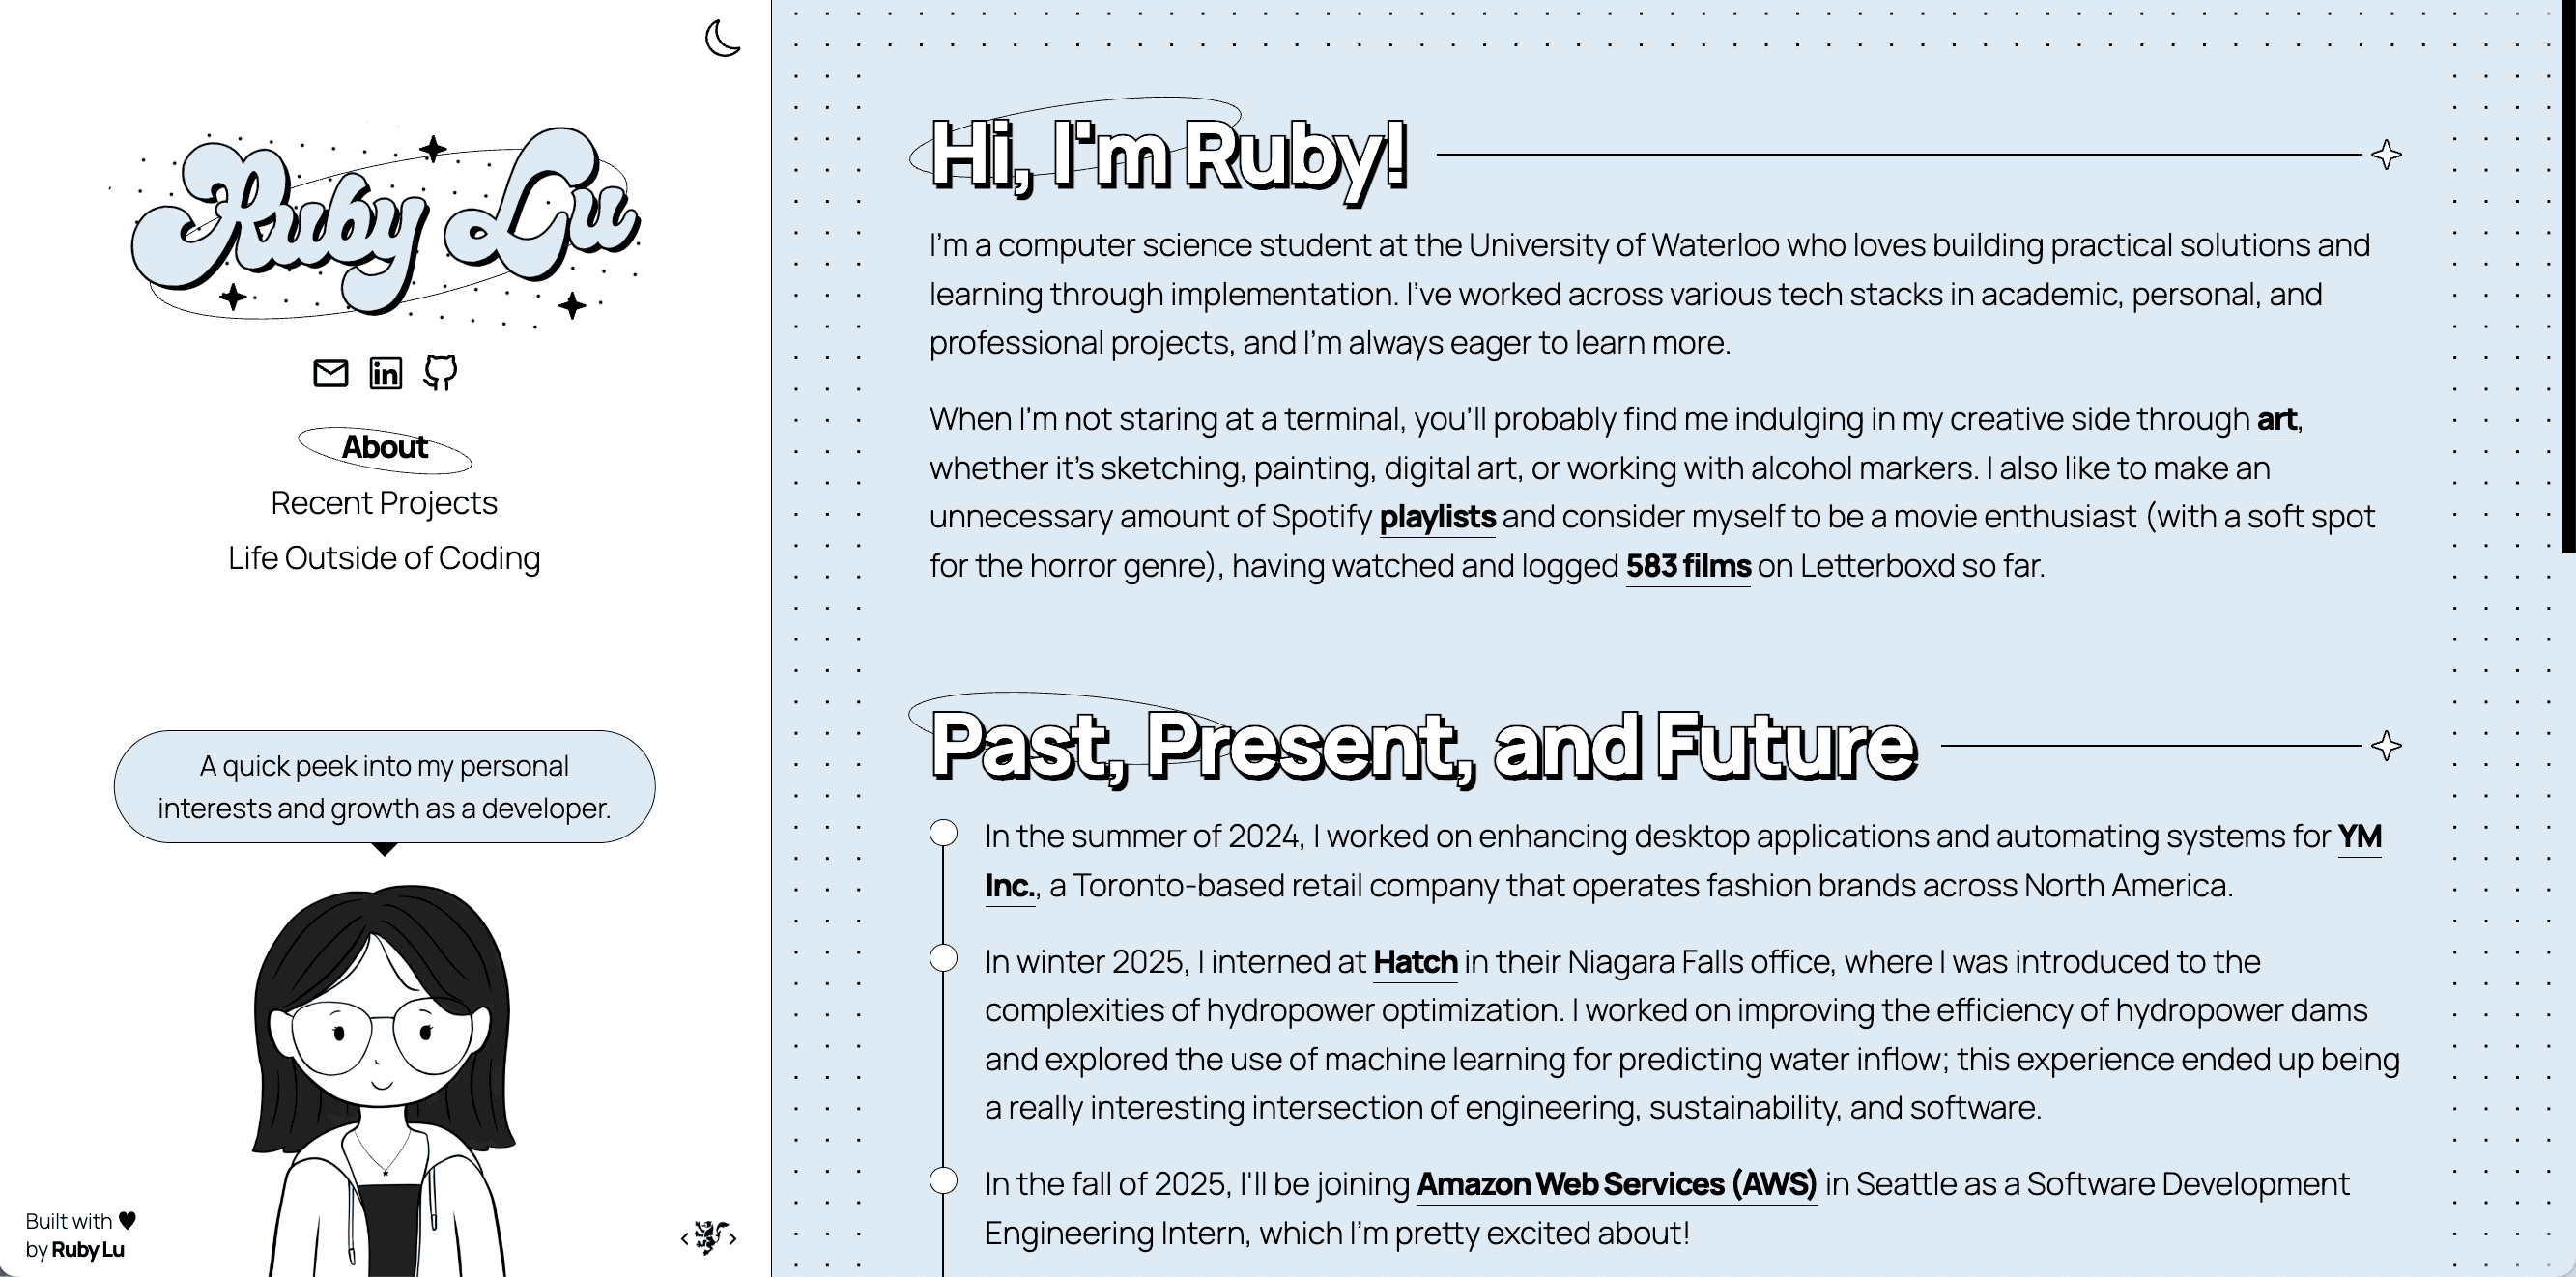 Ruby Lu
About
Recent Projects
Life Outside of Coding
A quick peek into my personal
interests and growth as a developer.
Built with
by Ruby Lu
Hi, I'm Ruby!
I’m a computer science student at the University of Waterloo who loves building practical solutions and
learning through implementation. I’ve worked across various tech stacks in academic, personal, and
professional projects, and I’m always eager to learn more.
When I’m not staring at a terminal, you’ll probably find me indulging in my creative side through art,
whether it’s sketching, painting, digital art, or working with alcohol markers. I also like to make an
unnecessary amount of Spotify playlists and consider myself to be a movie enthusiast (with a soft spot
for the horror genre), having watched and logged 583 films on Letterboxd so far.
Past, Present, and Future
In the summer of 2024, I worked on enhancing desktop applications and automating systems for YM
Inc., a Toronto-based retail company that operates fashion brands across North America.
In winter 2025, I interned at Hatch in their Niagara Falls office, where I was introduced to the
complexities of hydropower optimization. I worked on improving the efficiency of hydropower dams
and explored the use of machine learning for predicting water inflow; this experience ended up being
a really interesting intersection of engineering, sustainability, and software.
In the fall of 2025, I'll be joining Amazon Web Services (AWS) in Seattle as a Software Development
Engineering Intern, which I’m pretty excited about!